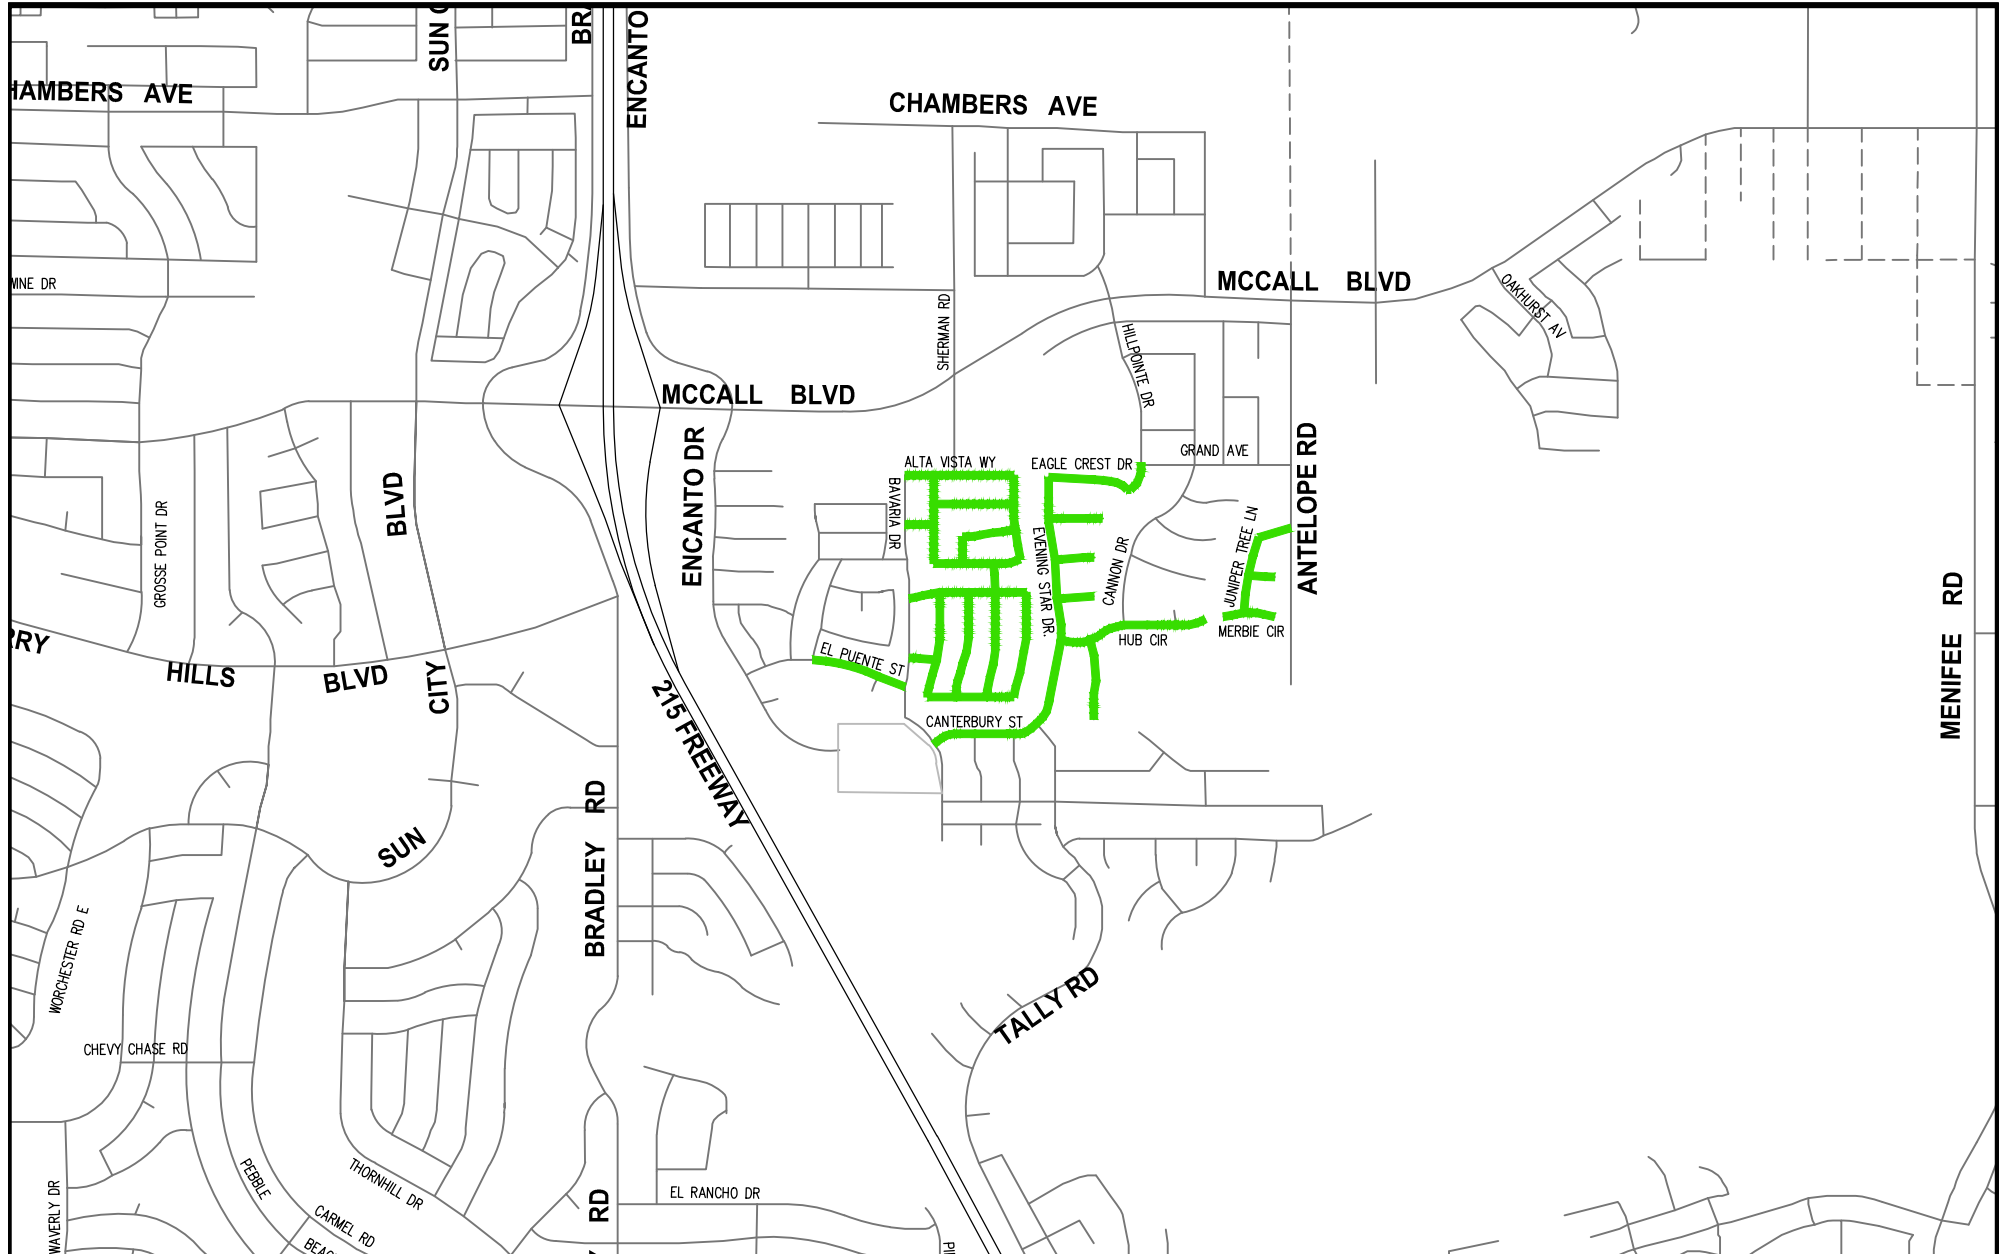 SUN
ENCANTO
HAMBERS AVE
CHAMBERS AVE
MCCALL BLVD
OAKHURST AV
SHERMAN RD
HILLPOINTE DR
MCCALL BLVD
ENCANTO DR
ALTA VISTA WY
EAGLE CREST DR
GRAND AVE
ANTELOPE RD
BAVARIA DR
EVENING STAR DR.
CANNON DR
JUNIPER TREE LN
GROSSE POINT DR
BLVD
HUB CIR
MERBIE CIR
MENIFEE RD
EL PUENTE ST
HILLS BLVD
CITY
215 FREEWAY
CANTERBURY ST
SUN
BRADLEY RD
WORCHESTER RD E
TALLY RD
CHEVY CHASE RD
PEBBLE
THORNHILL DR
CARMEL RD
WAVERLY DR
RD
EL RANCHO DR